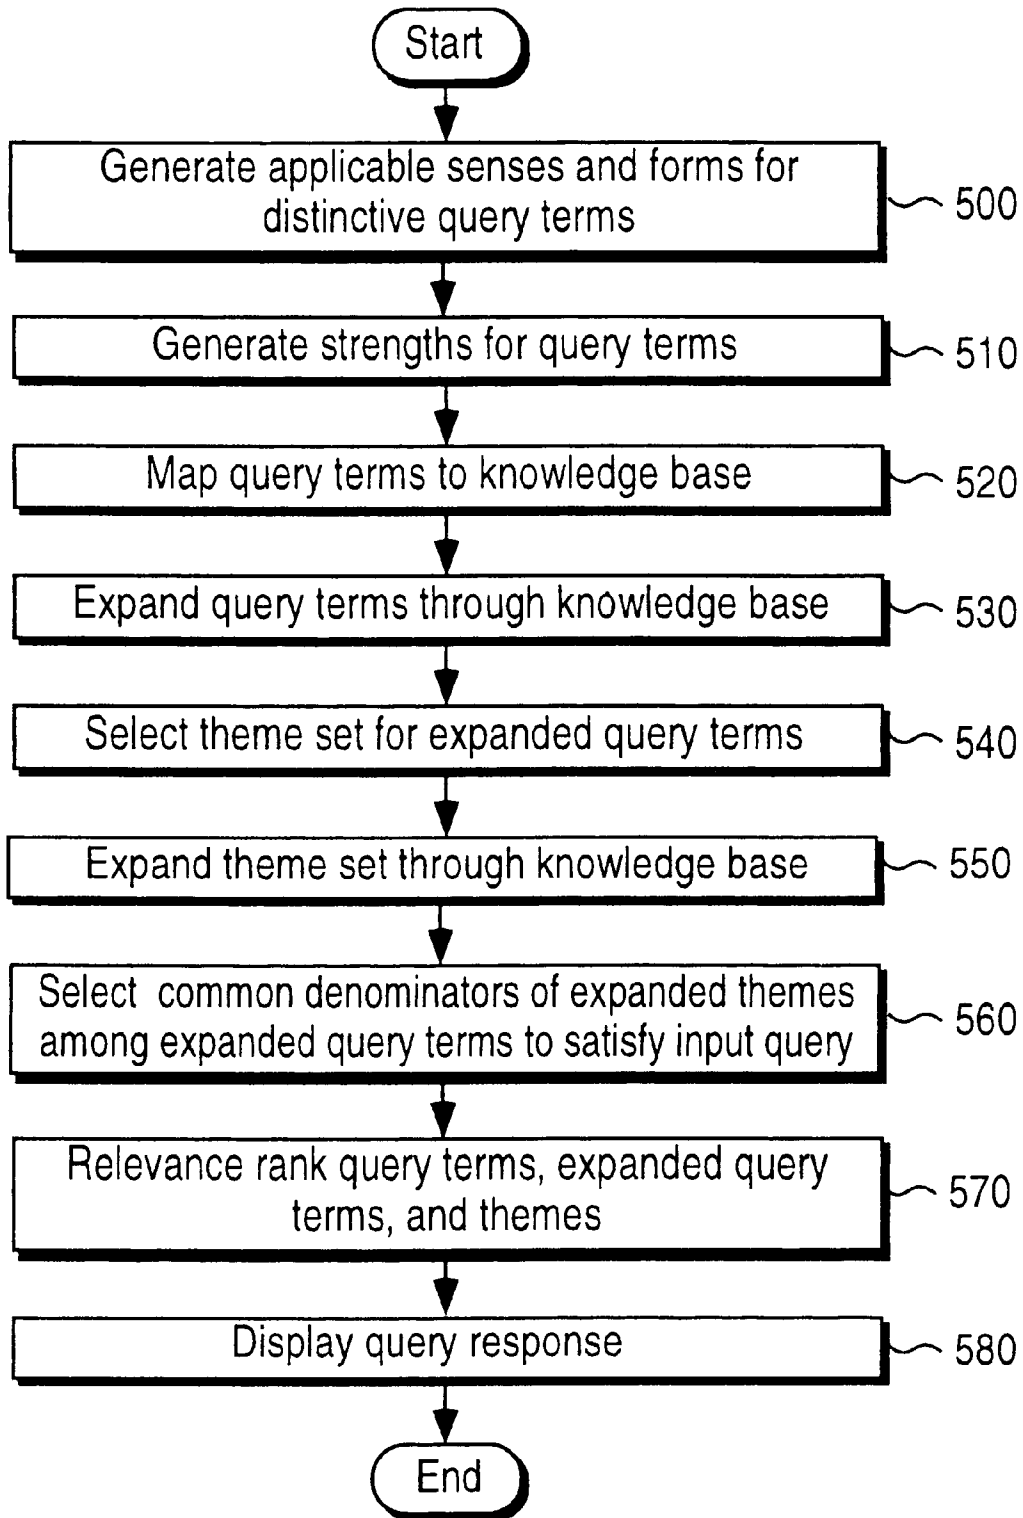 Start
Generate applicable senses and forms for
distinctive query terms
500
Generate strengths for query terms
510
Map query terms to knowledge base
520
Expand query terms through knowledge base
530
Select theme set for expanded query terms
540
Expand theme set through knowledge base
550
Select common denominators of expanded themes
among expanded query terms to satisfy input query
560
Relevance rank query terms, expanded query
terms, and themes
570
Display query response
580
End